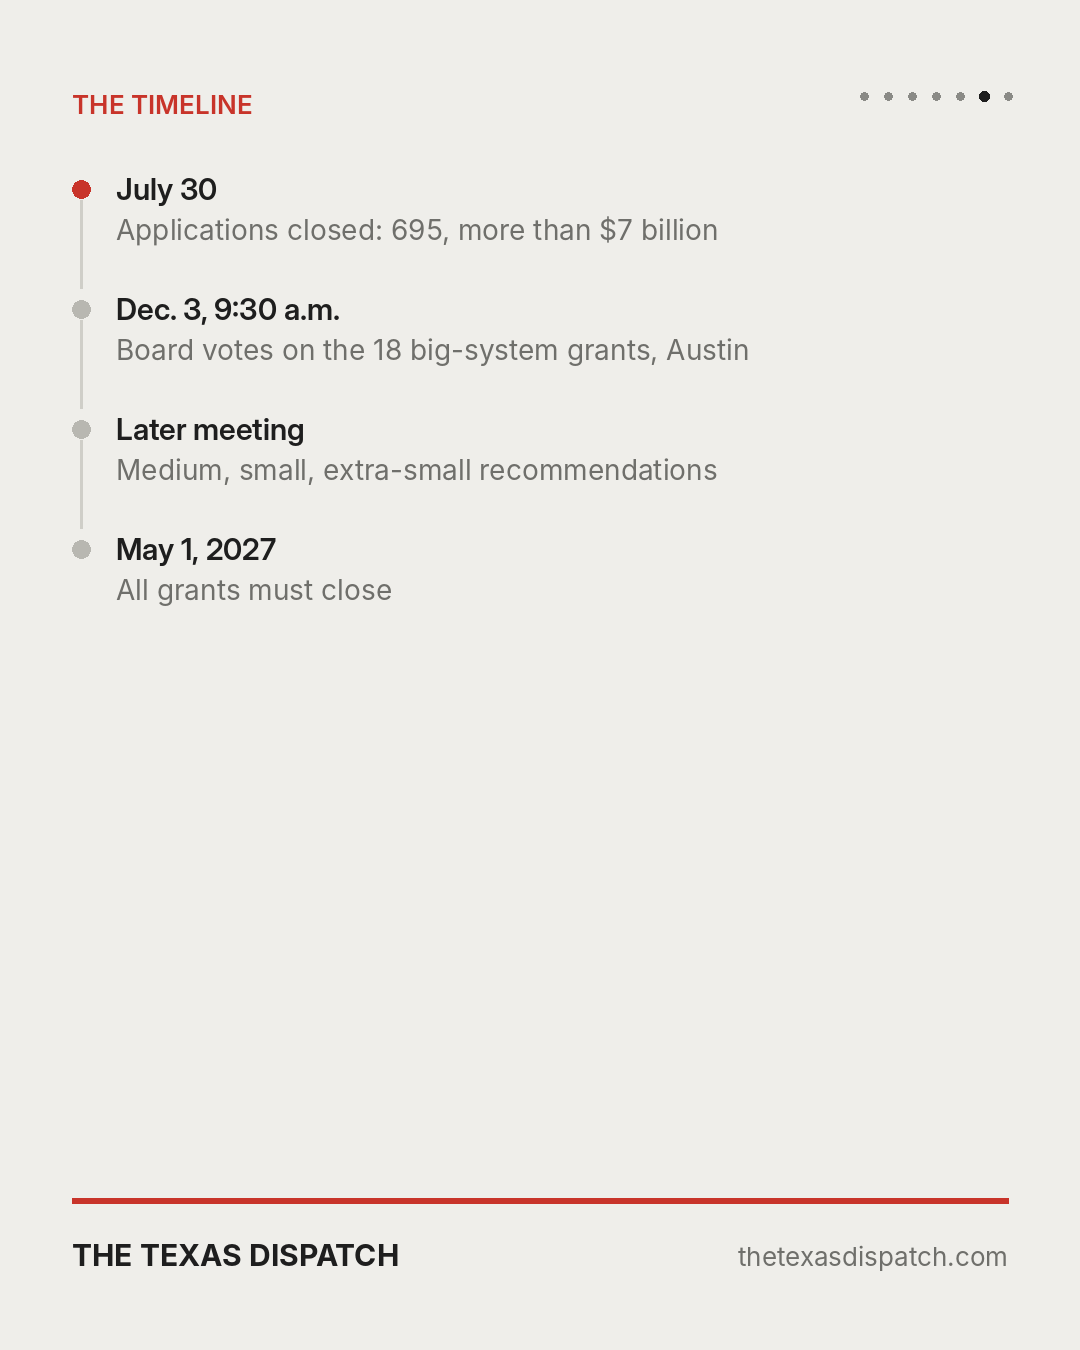 THE TIMELINE
July 30
Applications closed: 695, more than $7 billion
Dec. 3, 9:30 a.m.
Board votes on the 18 big-system grants, Austin
Later meeting
Medium, small, extra-small recommendations
May 1, 2027
All grants must close
THE TEXAS DISPATCH
thetexasdispatch.com